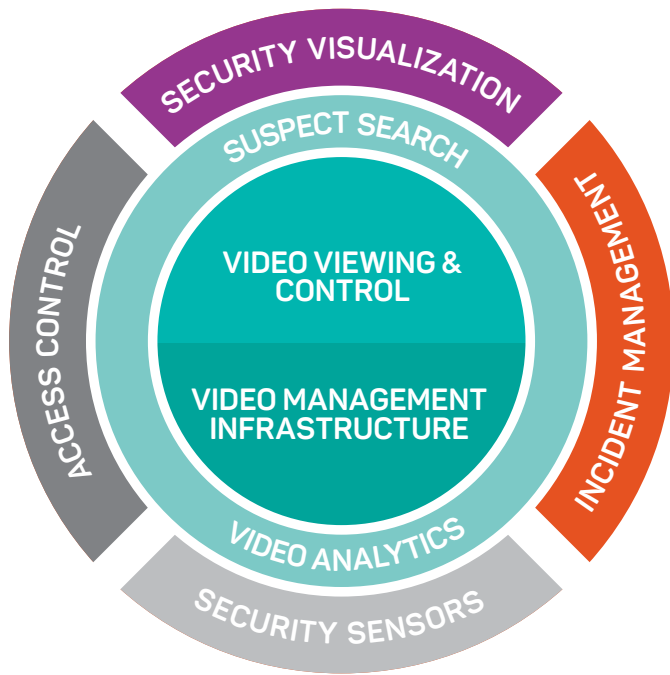 SECURITY VISUALIZATION
SUSPECT SEARCH
VIDEO VIEWING &
CONTROL
VIDEO MANAGEMENT
INFRASTRUCTURE
VIDEO ANALYTICS
SECURITY SENSORS
ACCESS CONTROL
INCIDENT MANAGEMENT